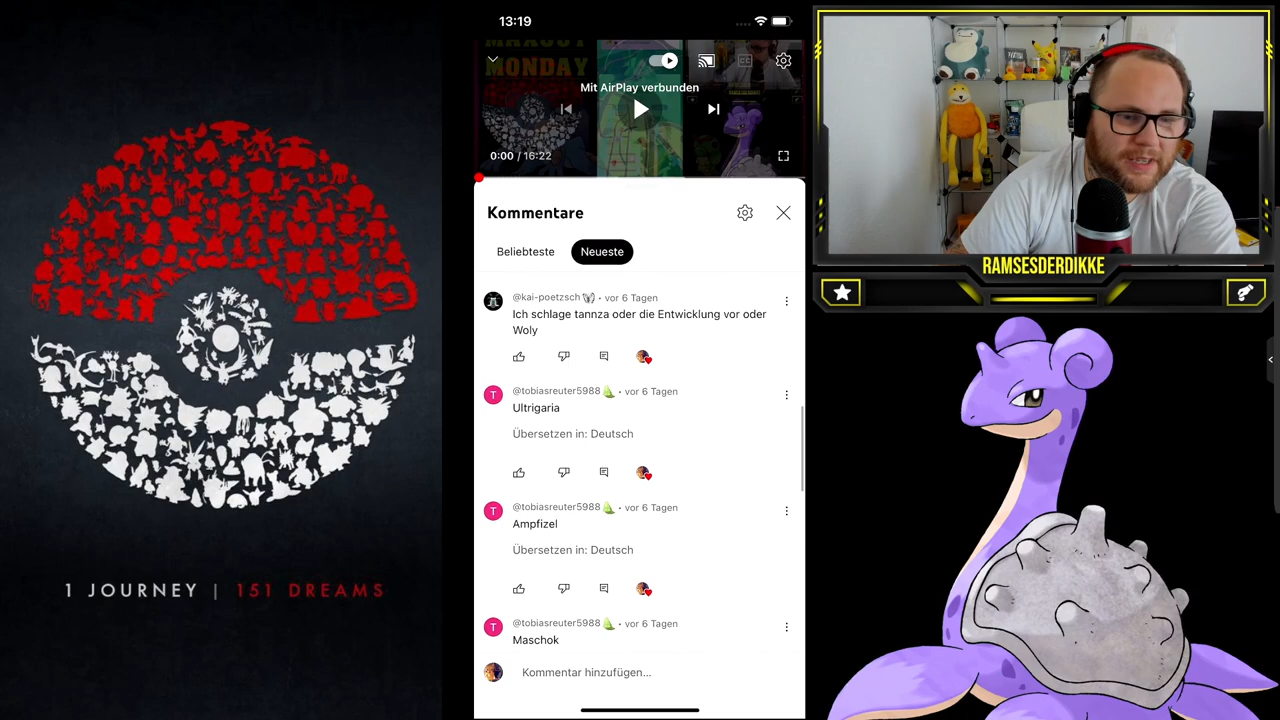 1 JOURNEY | 151 DREAMS
13:19
MAXOUT
MONDAY
CC
Mit AirPlay verbunden
0:00 / 16:22
Kommentare
Beliebteste
Neueste
@kai-poetzsch • vor 6 Tagen
Ich schlage tannza oder die Entwicklung vor oder
Woly
T
@tobiasreuter5988 • vor 6 Tagen
Ultrigaria
Übersetzen in: Deutsch
T
@tobiasreuter5988 • vor 6 Tagen
Ampfizel
Übersetzen in: Deutsch
T
@tobiasreuter5988 • vor 6 Tagen
Maschok
Kommentar hinzufügen...
RAMSESDERDIKKE